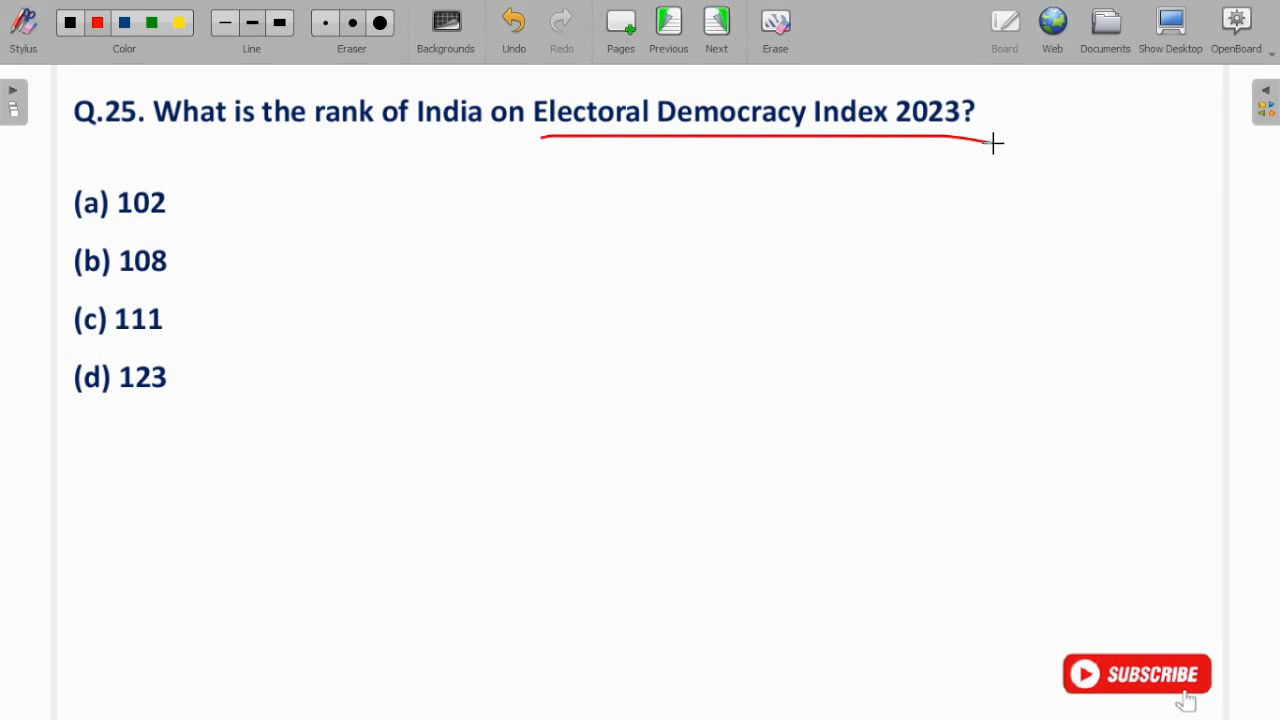 Stylus
Color
Line
Eraser
Backgrounds
Undo
Redo
Pages
Previous
Next
Erase
Board
Web
Documents
Show Desktop
OpenBoard
Q.25. What is the rank of India on Electoral Democracy Index 2023?
(a) 102
(b) 108
(c) 111
(d) 123
SUBSCRIBE